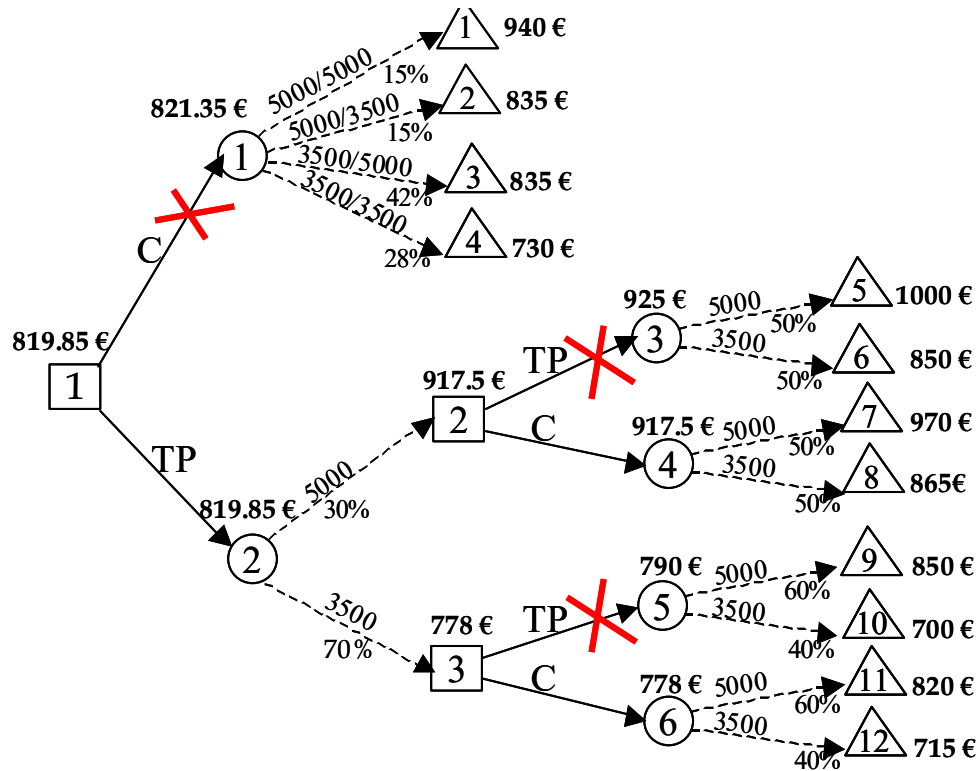 1 940 €
5000/5000
15%
821.35 €
2 835 €
5000/3500
15%
1
3500/5000
3 835 €
42%
3500/3500
4 730 €
28%
C
819.85 €
1
TP
819.85 €
2
5000
30%
3500
70%
917.5 €
2
TP
C
925 €
3
5000
50%
5 1000 €
3500
50%
6 850 €
917.5 €
4
5000
50%
7 970 €
3500
50%
8 865€
778 €
3
TP
C
790 €
5
5000
60%
9 850 €
3500
40%
10 700 €
778 €
6
5000
60%
11 820 €
3500
40%
12 715 €